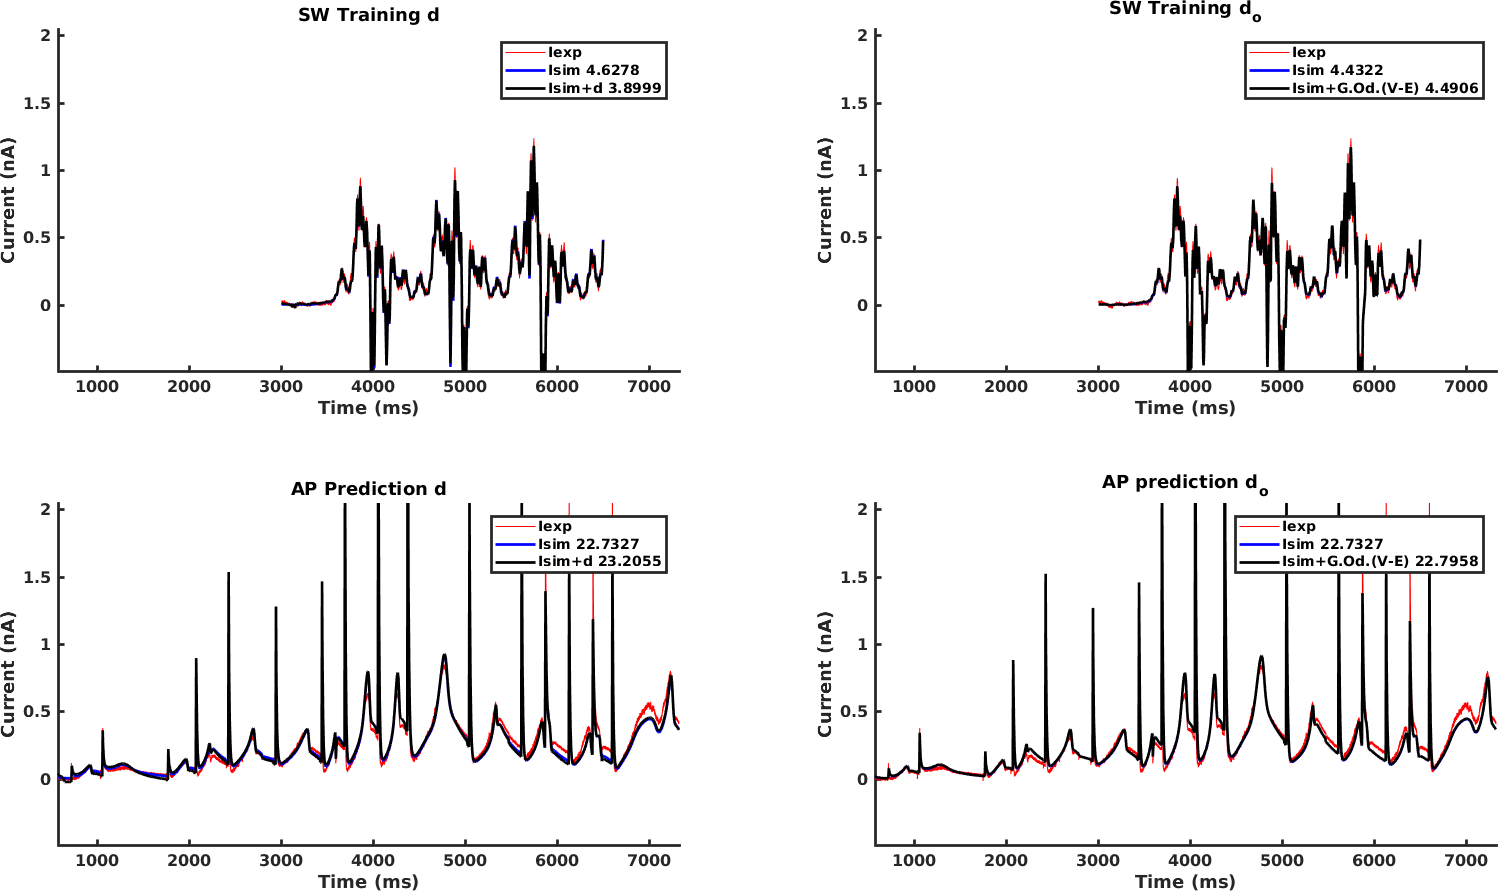 SW Training d
Current (nA)
2
1.5
1
0.5
0
Iexp
Isim 4.6278
Isim+d 3.8999
1000 2000 3000 4000 5000 6000 7000
Time (ms)
SW Training do
Current (nA)
2
1.5
1
0.5
0
Iexp
Isim 4.4322
Isim+G.Od.(V-E) 4.4906
1000 2000 3000 4000 5000 6000 7000
Time (ms)
AP Prediction d
Current (nA)
2
1.5
1
0.5
0
Iexp
Isim 22.7327
Isim+d 23.2055
1000 2000 3000 4000 5000 6000 7000
Time (ms)
AP prediction do
Current (nA)
2
1.5
1
0.5
0
Iexp
Isim 22.7327
Isim+G.Od.(V-E) 22.7958
1000 2000 3000 4000 5000 6000 7000
Time (ms)